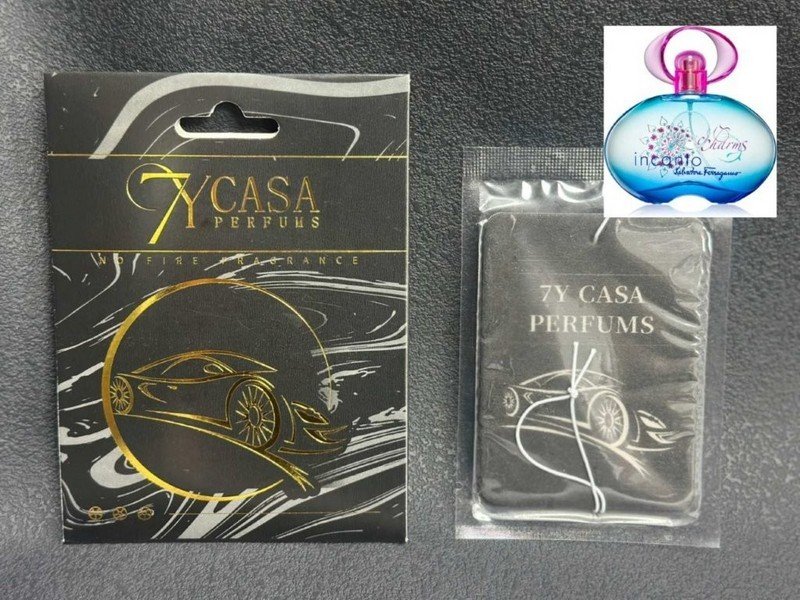 7YCASA
PERFUMS
NO FIRE FRAGRANCE
7Y CASA
PERFUMS
Charms
incanto
Salvatore Ferragamo